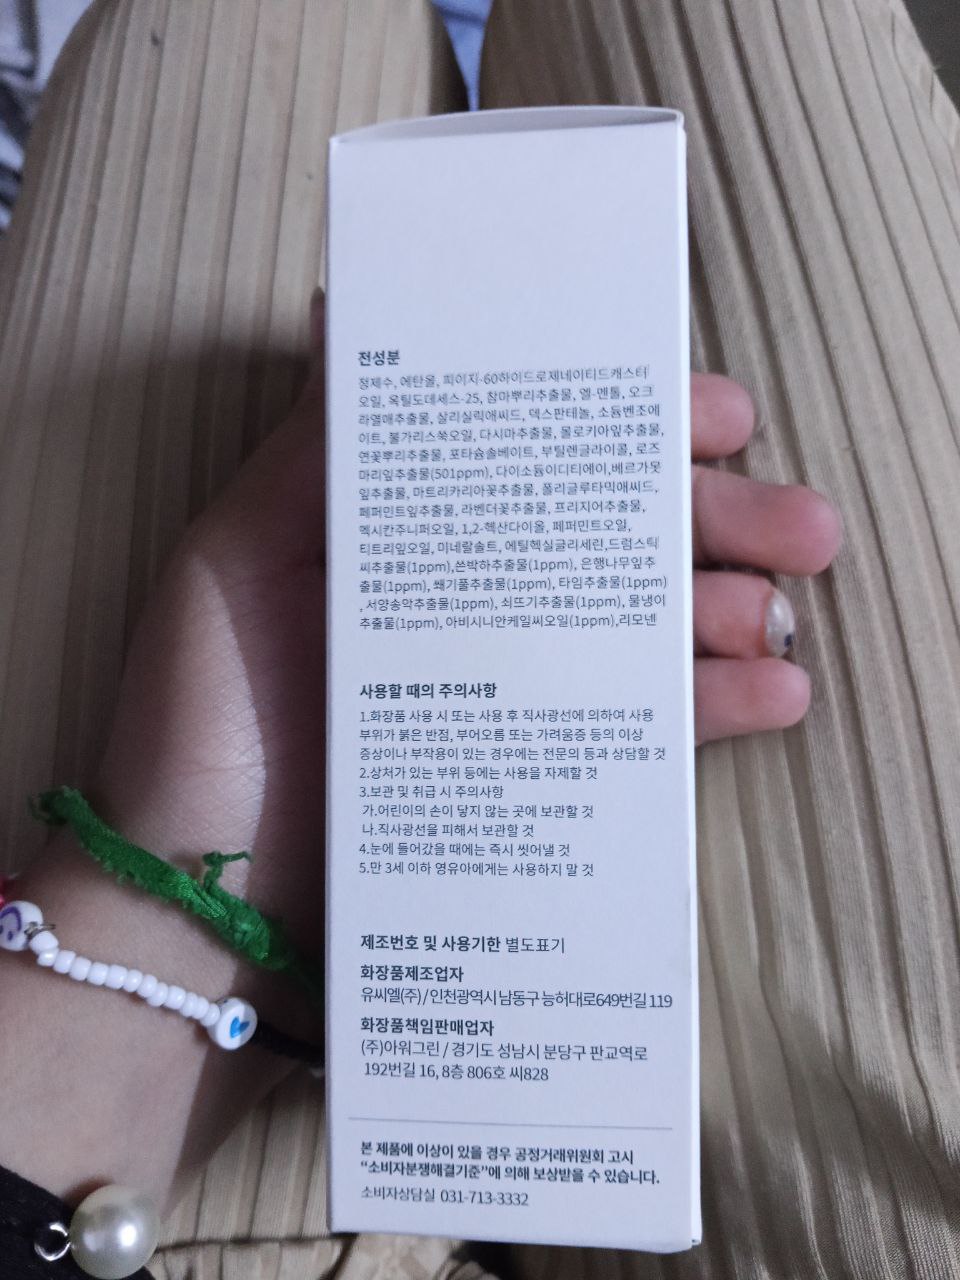 전성분
정제수, 에탄올, 피이지-60하이드로제네이티드캐스터
오일, 옥틸도데세스-25, 참마뿌리추출물, 엘-멘톨, 오크
라열매추출물, 살리실릭애씨드, 덱스판테놀, 소듐벤조에
이트, 불가리스쑥오일, 다시마추출물, 몰로키아잎추출물,
연꽃뿌리추출물, 포타슘솔베이트, 부틸렌글라이콜, 로즈
마리잎추출물(501ppm), 다이소듐이디티에이,베르가못
잎추출물, 마트리카리아꽃추출물, 폴리글루타믹애씨드,
페퍼민트잎추출물, 라벤더꽃추출물, 프리지어추출물,
멕시칸주니퍼오일, 1,2-헥산다이올, 페퍼민트오일,
티트리잎오일, 미네랄솔트, 에틸헥실글리세린,드럼스틱
씨추출물(1ppm),쓴박하추출물(1ppm), 은행나무잎추
출물(1ppm), 쐐기풀추출물(1ppm), 타임추출물(1ppm)
, 서양송악추출물(1ppm), 쇠뜨기추출물(1ppm), 물냉이
추출물(1ppm), 아비시니안케일씨오일(1ppm),리모넨
사용할 때의 주의사항
1.화장품 사용 시 또는 사용 후 직사광선에 의하여 사용
부위가 붉은 반점, 부어오름 또는 가려움증 등의 이상
증상이나 부작용이 있는 경우에는 전문의 등과 상담할 것
2.상처가 있는 부위 등에는 사용을 자제할 것
3.보관 및 취급 시 주의사항
가.어린이의 손이 닿지 않는 곳에 보관할 것
나.직사광선을 피해서 보관할 것
4.눈에 들어갔을 때에는 즉시 씻어낼 것
5.만 3세 이하 영유아에게는 사용하지 말 것
제조번호 및 사용기한 별도표기
화장품제조업자
유씨엘(주) / 인천광역시 남동구 능허대로649번길 119
화장품책임판매업자
(주)아워그린 / 경기도 성남시 분당구 판교역로
192번길 16, 8층 806호 씨828
본 제품에 이상이 있을 경우 공정거래위원회 고시
“소비자분쟁해결기준”에 의해 보상받을 수 있습니다.
소비자상담실 031-713-3332